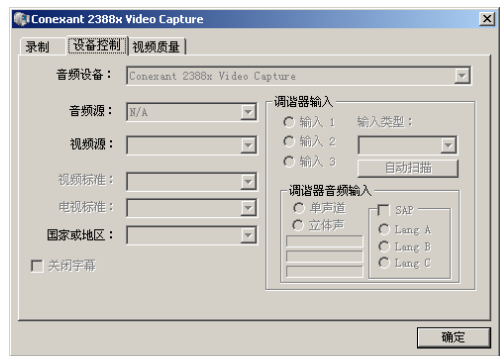 Conexant 2388x Video Capture
录制 设备控制 视频质量
音频设备： Conexant 2388x Video Capture
音频源： N/A
视频源：
视频标准：
电视标准：
国家或地区：
关闭字幕
调谐器输入
输入 1 输入类型：
输入 2
输入 3 自动扫描
调谐器音频输入
单声道 SAP
立体声 Lang A
Lang B
Lang C
确定